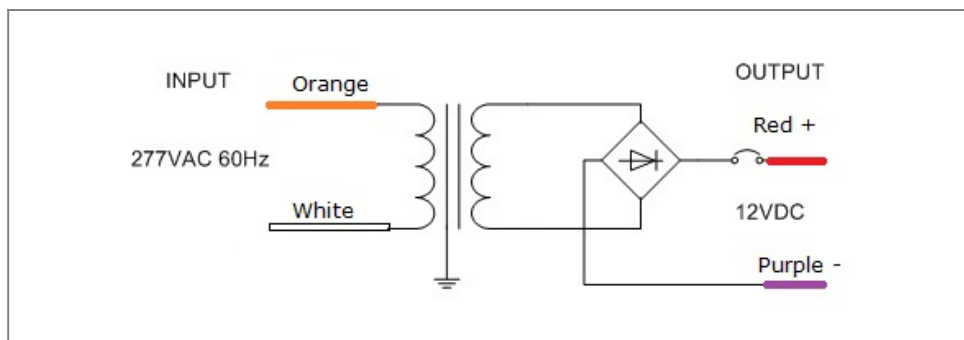 INPUT
Orange
277VAC 60Hz
White
OUTPUT
Red +
12VDC
Purple -